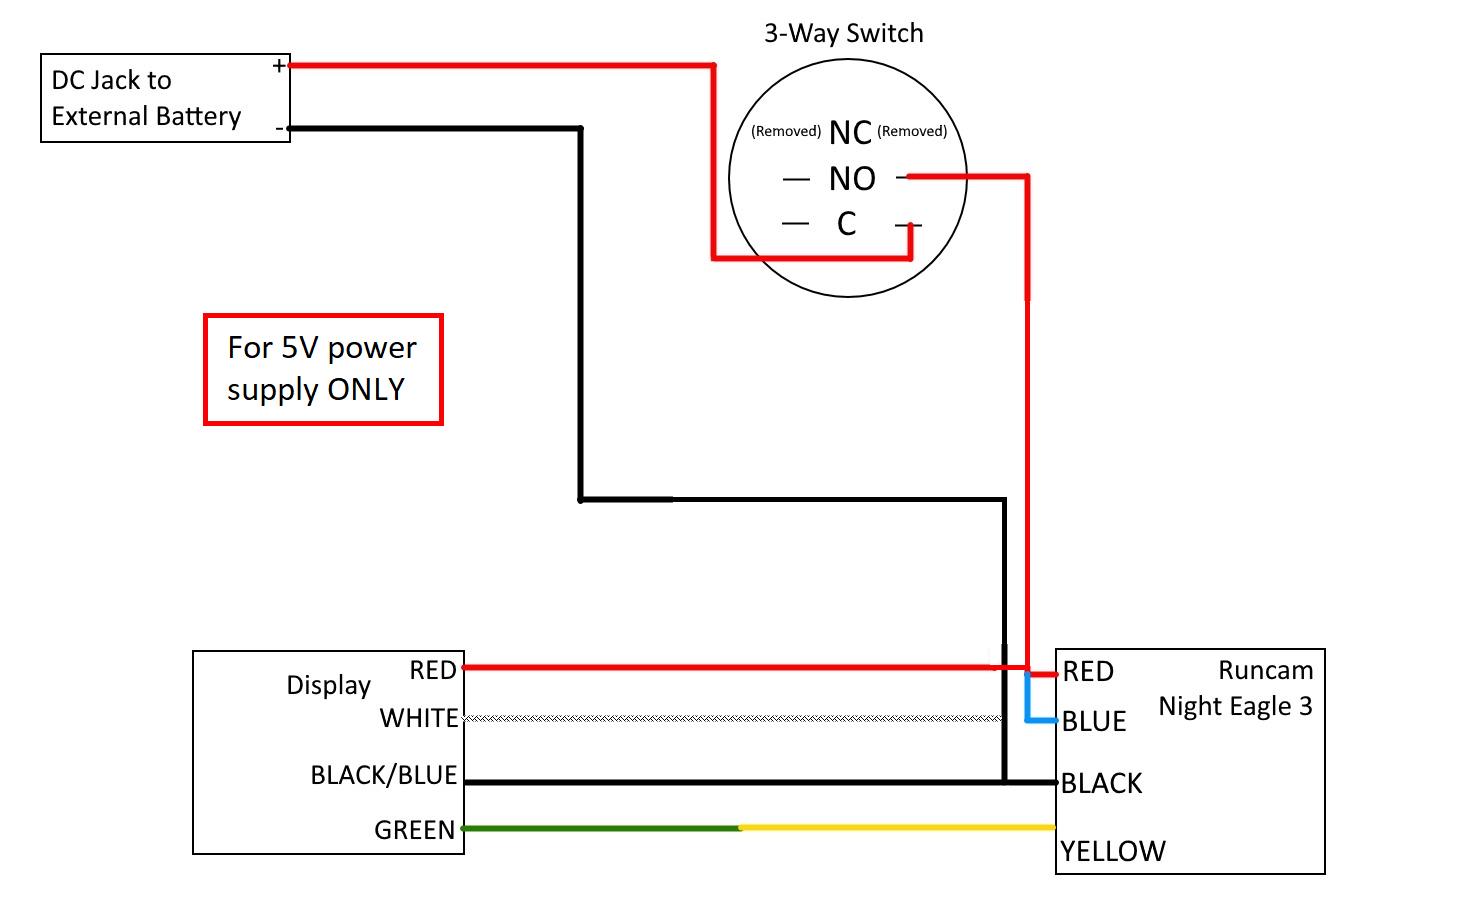 3-Way Switch
DC Jack to
External Battery
+
-
(Removed) NC (Removed)
— NO —
— C —
For 5V power
supply ONLY
Display
RED
WHITE
BLACK/BLUE
GREEN
RED
Runcam
Night Eagle 3
BLUE
BLACK
YELLOW